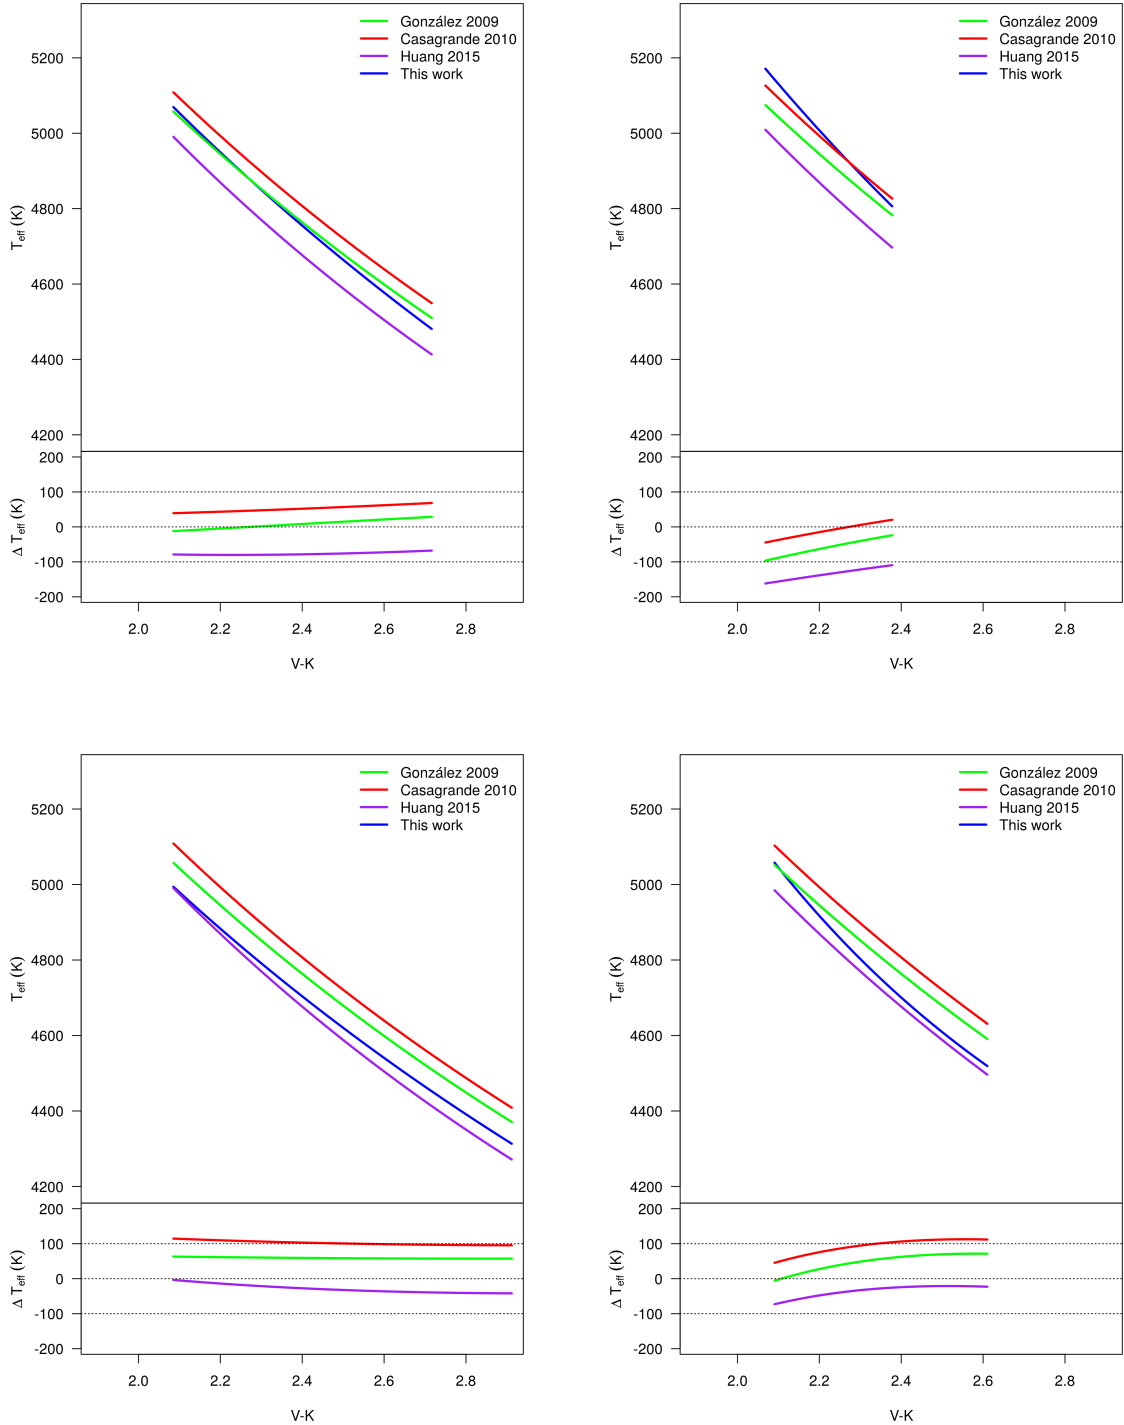 González 2009
Casagrande 2010
Huang 2015
This work
5200
5000
4800
4600
4400
4200
T_eff (K)
200
100
0
-100
-200
Δ T_eff (K)
2.0 2.2 2.4 2.6 2.8
V-K
González 2009
Casagrande 2010
Huang 2015
This work
5200
5000
4800
4600
4400
4200
T_eff (K)
200
100
0
-100
-200
Δ T_eff (K)
2.0 2.2 2.4 2.6 2.8
V-K
González 2009
Casagrande 2010
Huang 2015
This work
5200
5000
4800
4600
4400
4200
T_eff (K)
200
100
0
-100
-200
Δ T_eff (K)
2.0 2.2 2.4 2.6 2.8
V-K
González 2009
Casagrande 2010
Huang 2015
This work
5200
5000
4800
4600
4400
4200
T_eff (K)
200
100
0
-100
-200
Δ T_eff (K)
2.0 2.2 2.4 2.6 2.8
V-K